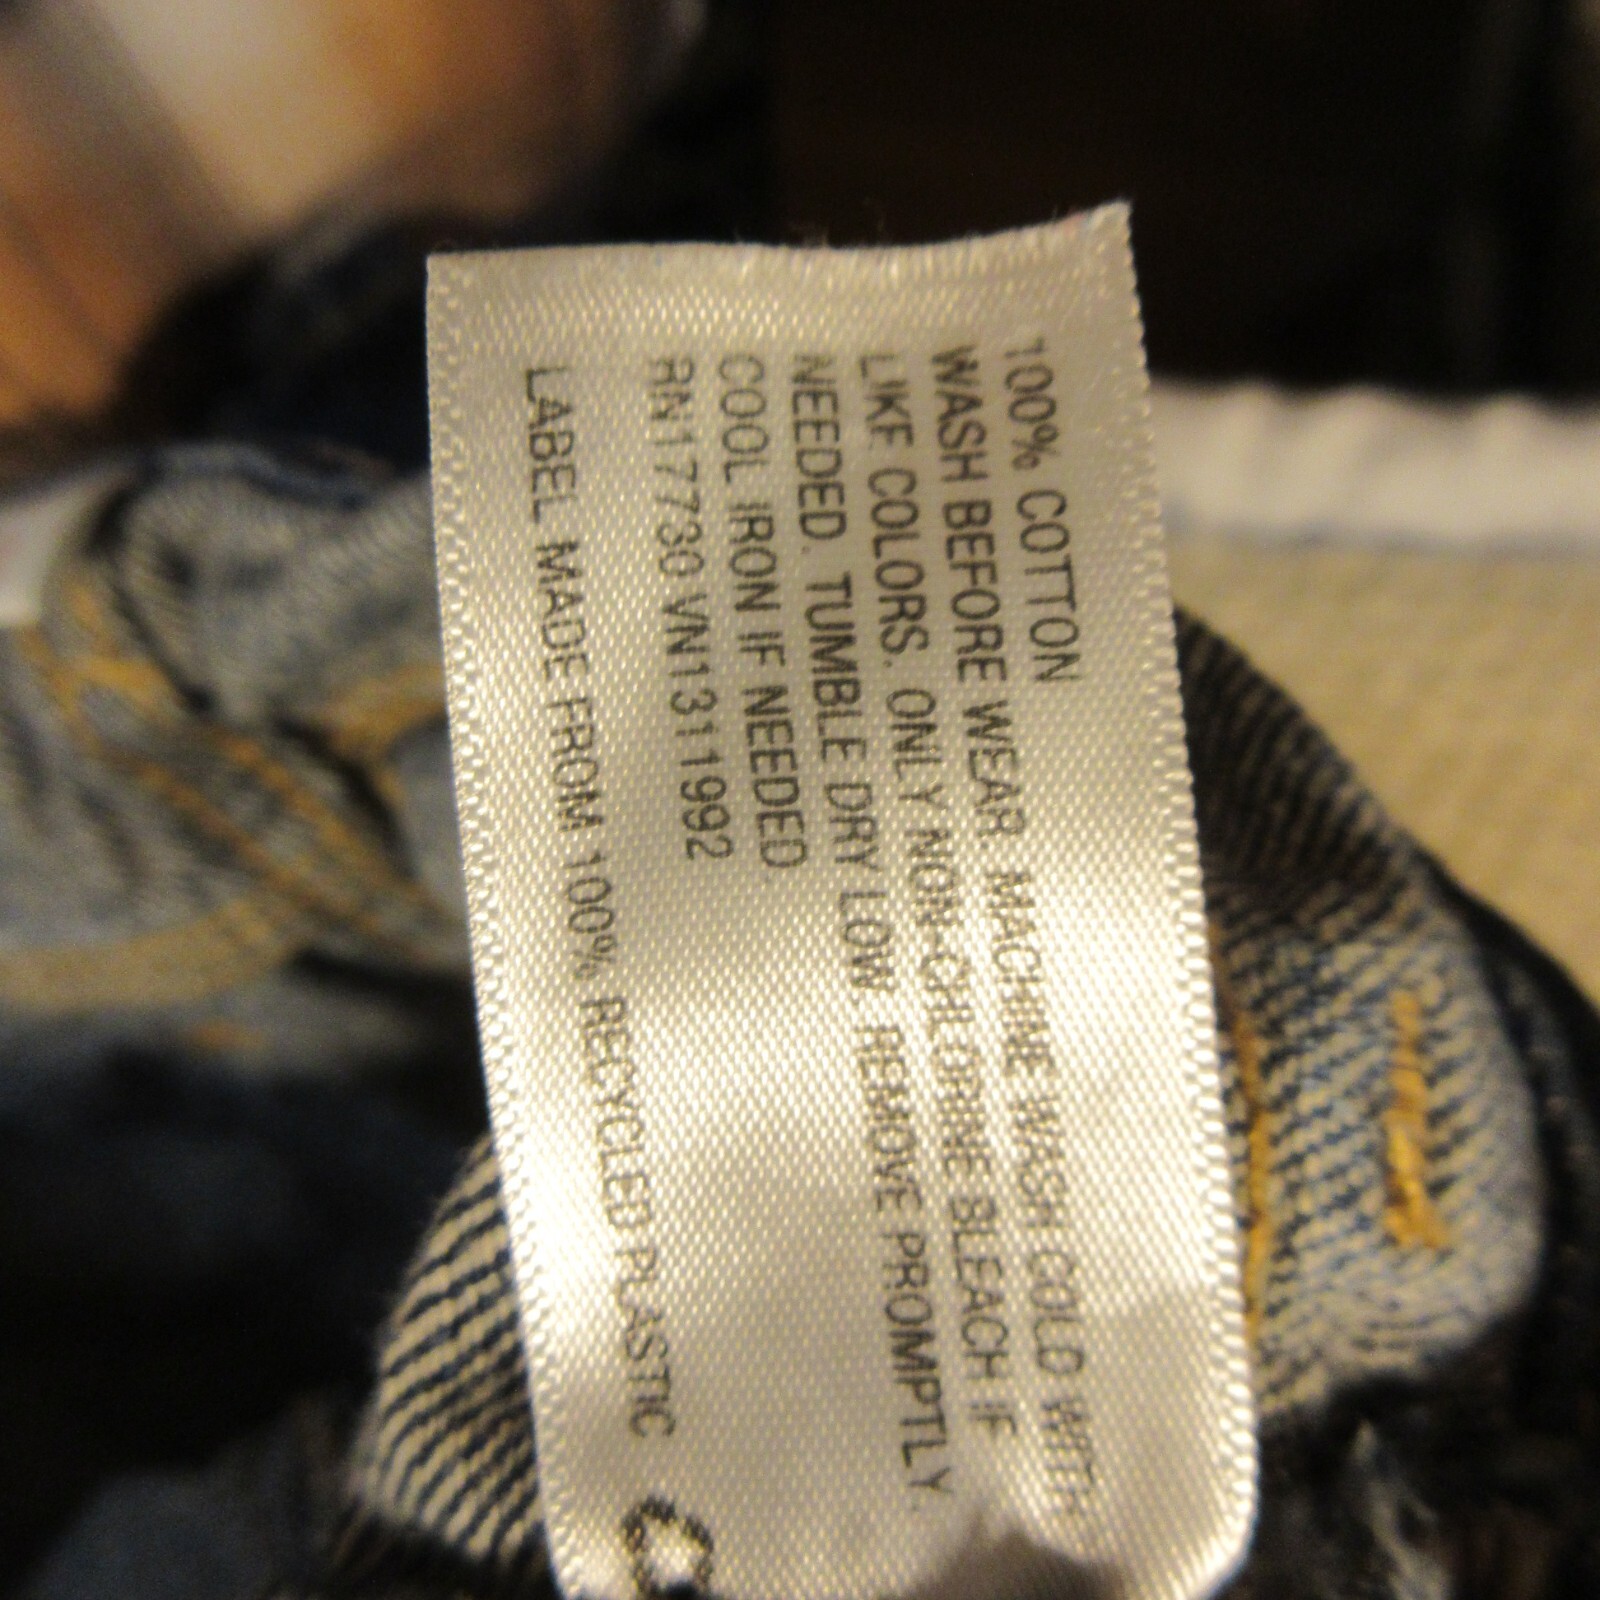 100% COTTON
WASH BEFORE WEAR. MACHINE WASH COLD WITH
LIKE COLORS. ONLY NON-CHLORINE BLEACH IF
NEEDED. TUMBLE DRY LOW. REMOVE PROMPTLY.
COOL IRON IF NEEDED
RN17730 VN1311992
LABEL MADE FROM 100% RECYCLED PLASTIC